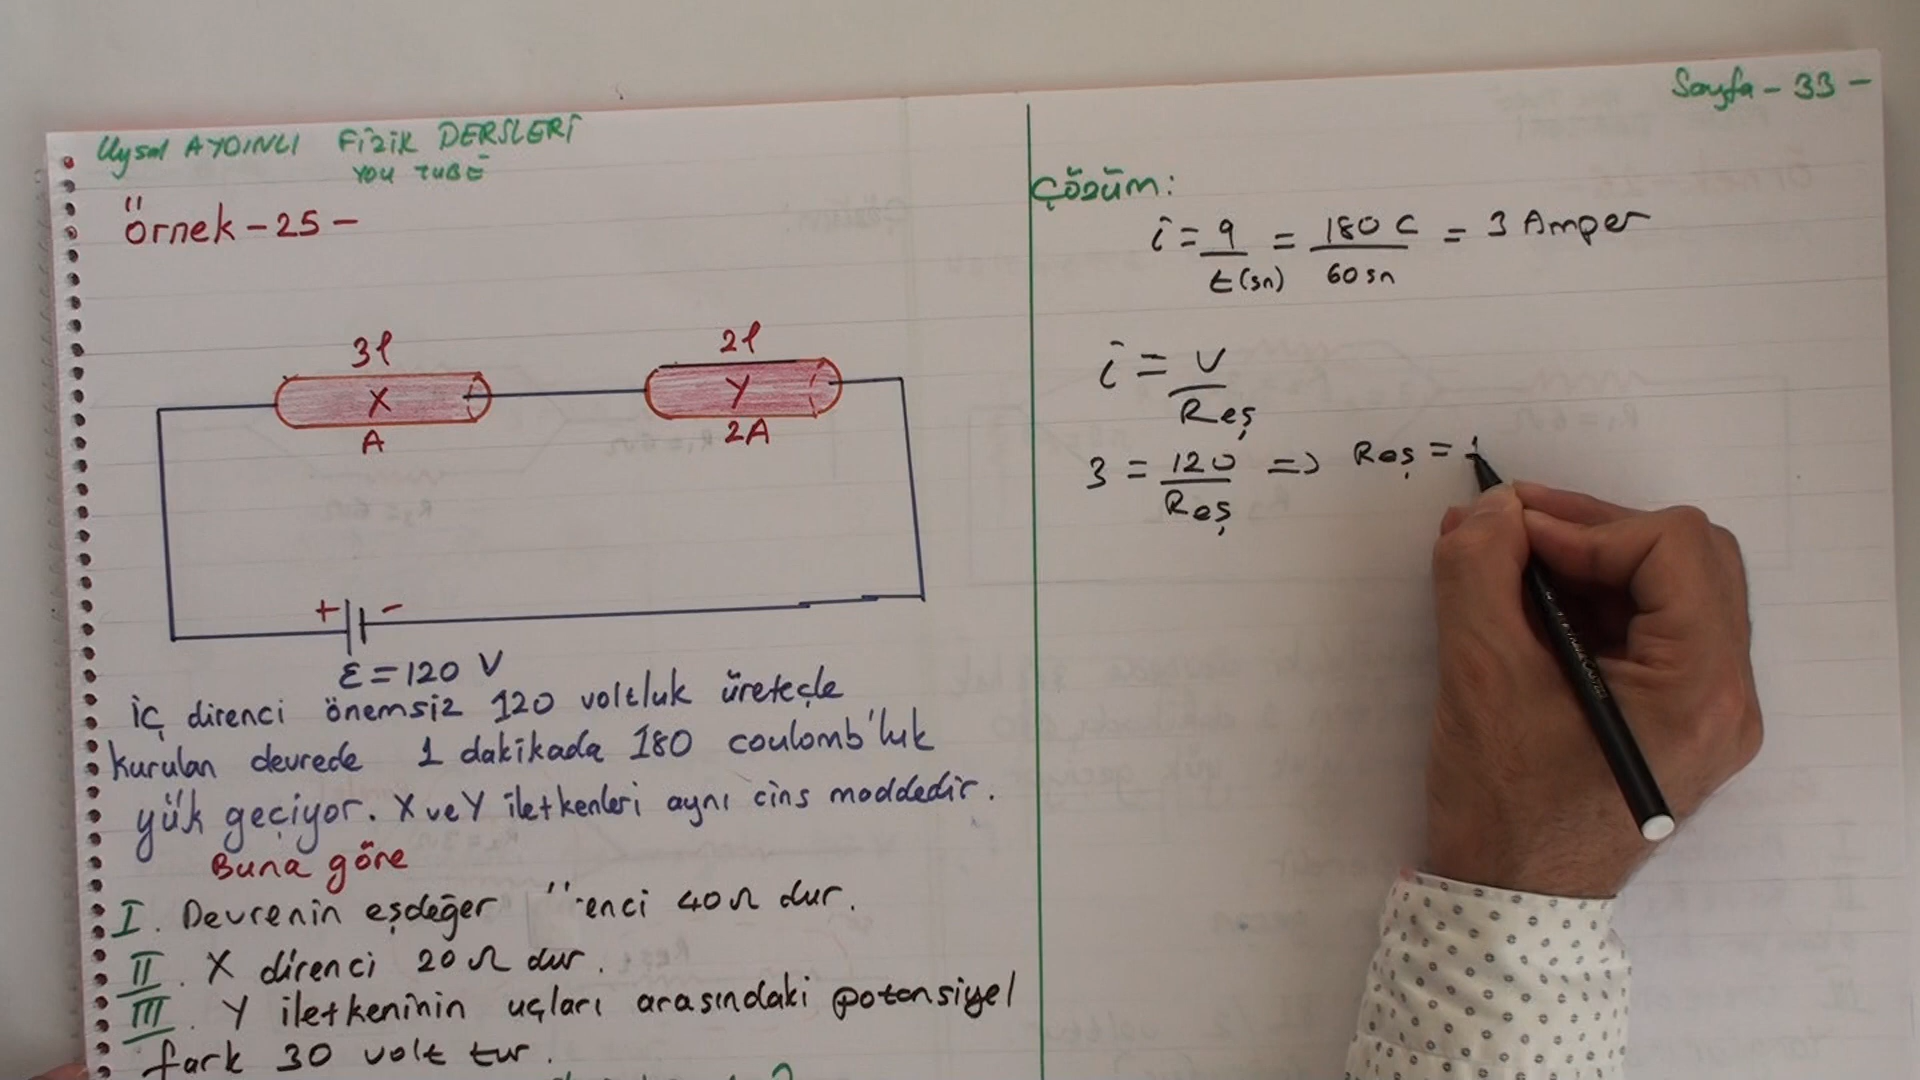 Uysal AYDINLI FİZİK DERSLERİ
YOU TUBE
Örnek - 25 -
3l
2l
X
Y
A
2A
+ -
ε = 120 V
İç direnci önemsiz 120 voltluk üreteçle
kurulan devrede 1 dakikada 180 coulomb'luk
yük geçiyor. X ve Y iletkenleri aynı cins maddedir.
Buna göre
I. Devrenin eşdeğer enci 40Ω dur.
II. X direnci 20Ω dur.
III. Y iletkeninin uçları arasındaki potansiyel
fark 30 volt tur.
Sayfa - 33 -
Çözüm:
i = q / t(sn) = 180 C / 60 sn = 3 Amper
i = V / Reş
3 = 120 / Reş => Reş =